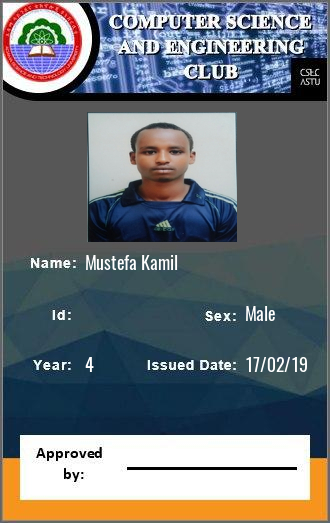 COMPUTER SCIENCE
AND ENGINEERING
CLUB
CSEC
ASTU
Name: Mustefa Kamil
Id:
Sex: Male
Year: 4
Issued Date: 17/02/19
Approved
by: